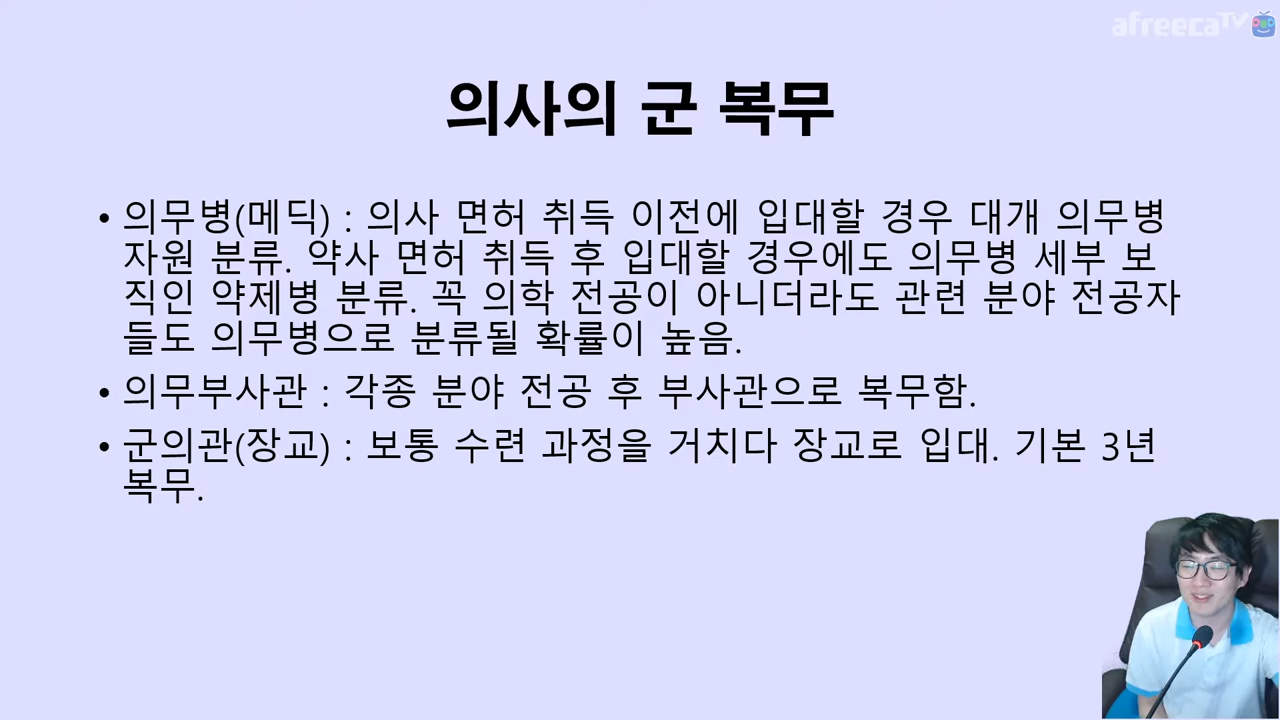 afreecaTV
의사의 군 복무
• 의무병(메딕) : 의사 면허 취득 이전에 입대할 경우 대개 의무병
자원 분류. 약사 면허 취득 후 입대할 경우에도 의무병 세부 보
직인 약제병 분류. 꼭 의학 전공이 아니더라도 관련 분야 전공자
들도 의무병으로 분류될 확률이 높음.
• 의무부사관 : 각종 분야 전공 후 부사관으로 복무함.
• 군의관(장교) : 보통 수련 과정을 거치다 장교로 입대. 기본 3년
복무.